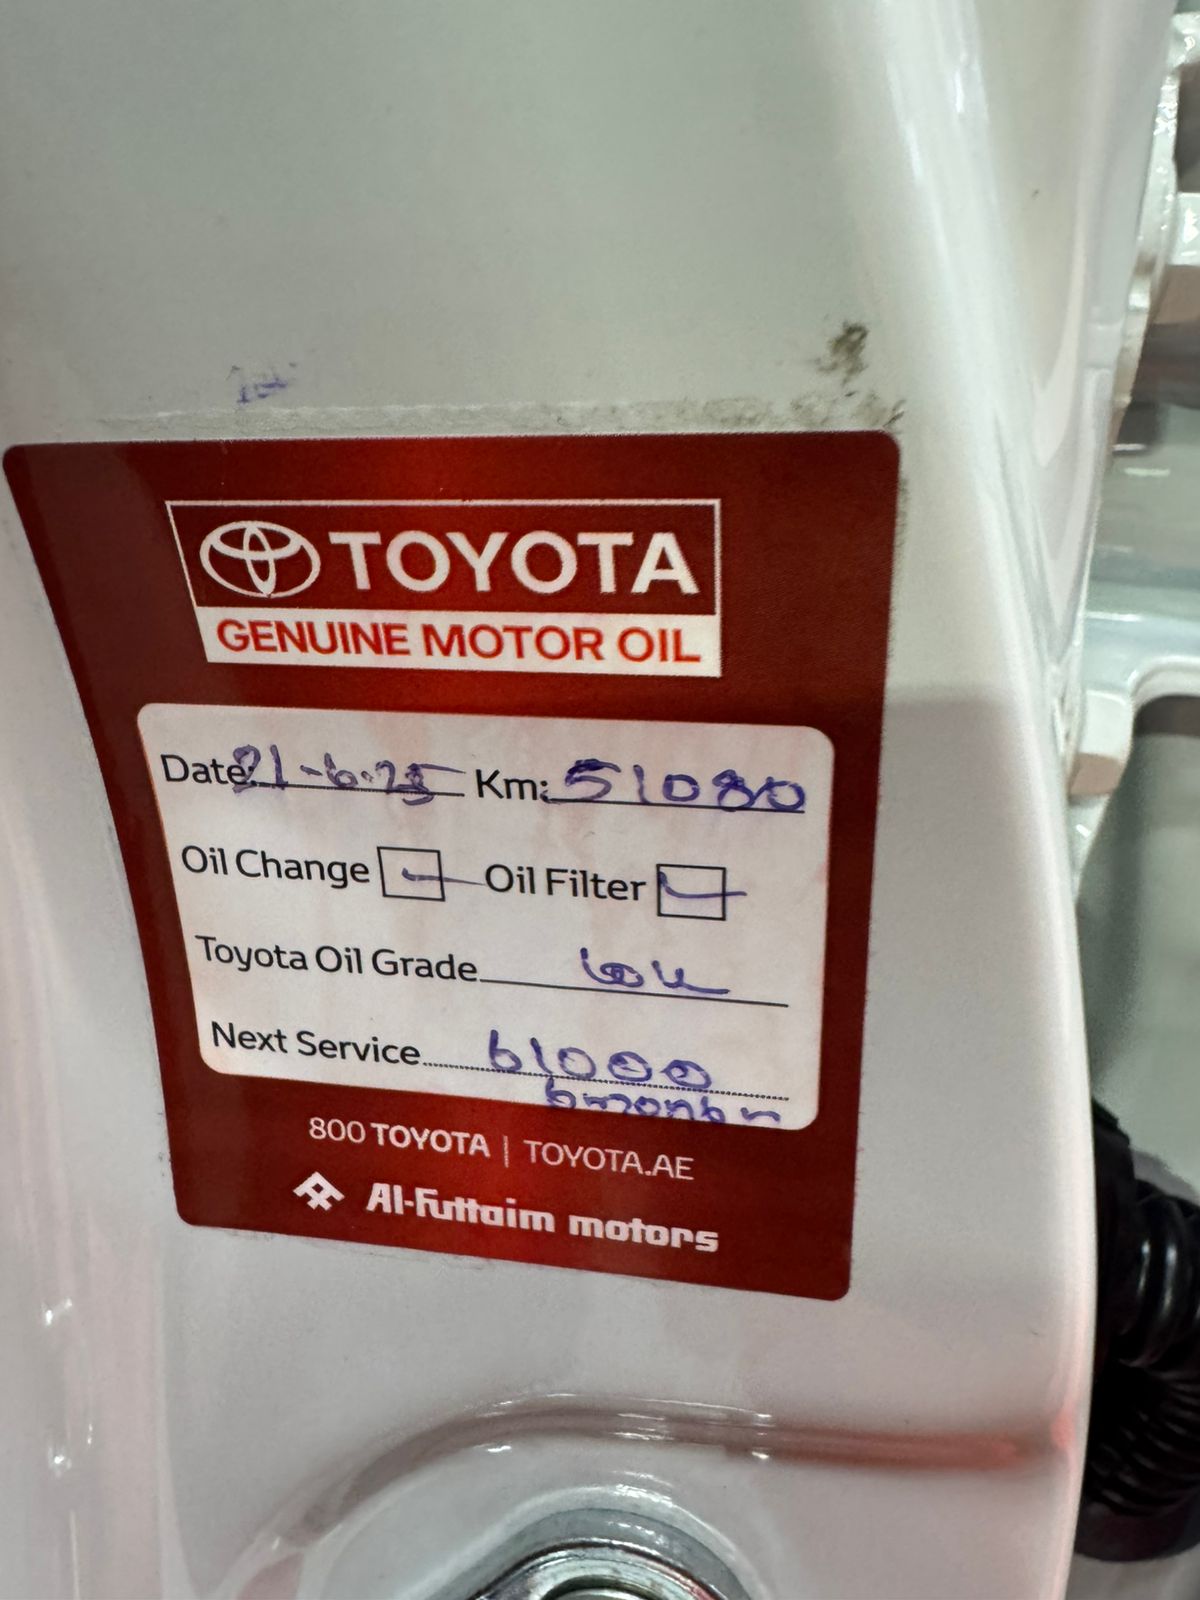 TOYOTA
GENUINE MOTOR OIL
Date: 21-6-25 Km: 51080
Oil Change Oil Filter
Toyota Oil Grade
Next Service 61000
800 TOYOTA | TOYOTA.AE
Al-Futtaim motors